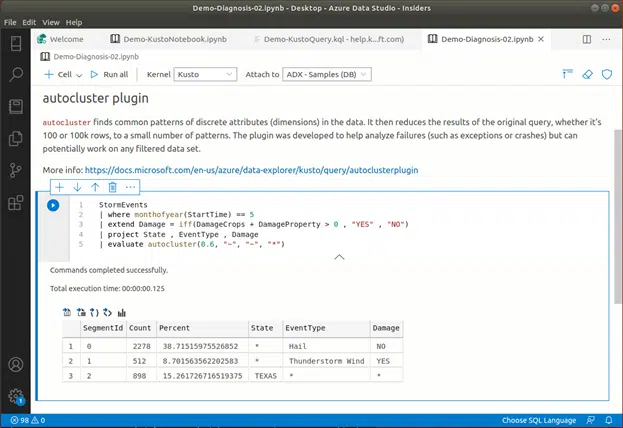 Demo-Diagnosis-02.ipynb - Desktop - Azure Data Studio - Insiders
File Edit View Help
Welcome
Demo-KustoNotebook.ipynb
Demo-KustoQuery.kql - help.k...ft.com)
Demo-Diagnosis-02.ipynb
Demo-Diagnosis-02.ipynb
Cell
Run all
Kernel
Kusto
Attach to
ADX - Samples (DB)
autocluster plugin
autocluster finds common patterns of discrete attributes (dimensions) in the data. It then reduces the results of the original query, whether it's
100 or 100k rows, to a small number of patterns. The plugin was developed to help analyze failures (such as exceptions or crashes) but can
potentially work on any filtered data set.
More info: https://docs.microsoft.com/en-us/azure/data-explorer/kusto/query/autoclusterplugin
1 StormEvents
2 | where monthofyear(StartTime) == 5
3 | extend Damage = iff(DamageCrops + DamageProperty > 0 , "YES" , "NO")
4 | project State , EventType , Damage
5 | evaluate autocluster(0.6, "~", "~", "*")
Commands completed successfully.
Total execution time: 00:00:00.125
SegmentId Count Percent State EventType Damage
1 0 2278 38.71515975526852 * Hail NO
2 1 512 8.701563562202583 * Thunderstorm Wind YES
3 2 898 15.261726716519375 TEXAS * *
1
98 0
Choose SQL Language